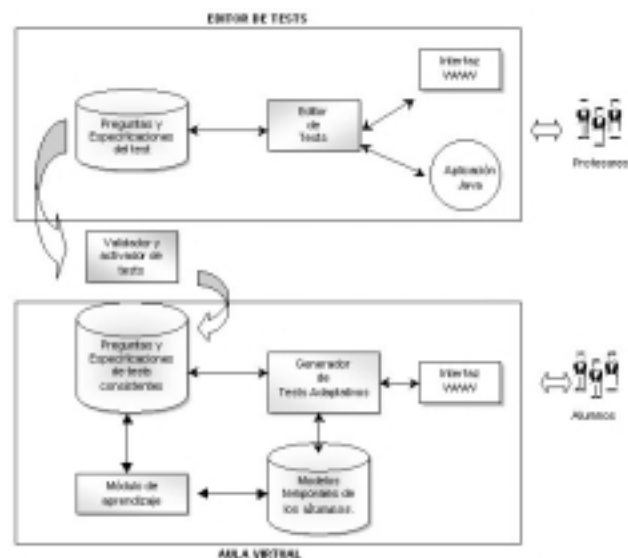 EDITOR DE TESTS
Interfaz
WWW
Preguntas y
Especificaciones
del test
Editor
de
Tests
Aplicación
Java
Profesores
Validador y
activador de
tests
Preguntas y
Especificaciones
de tests
consistentes
Generador
de
Tests Adaptativos
Interfaz
WWW
Alumnos
Módulo de
aprendizaje
Modelos
temporales de
los alumnos.
AULA VIRTUAL